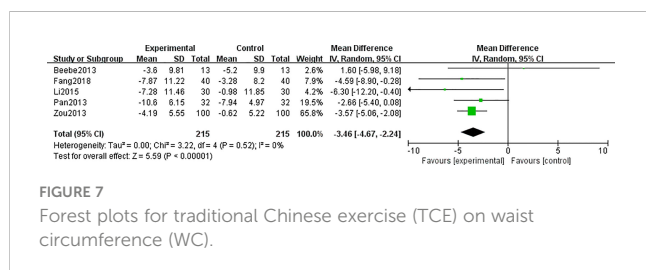 Experimental Control Mean Difference Mean Difference
Study or Subgroup Mean SD Total Mean SD Total Weight IV, Random, 95% CI IV, Random, 95% CI
Beebe2013 -3.6 9.81 13 -5.2 9.9 13 2.6% 1.60 [-5.98, 9.18]
Fang2018 -7.87 11.22 40 -3.28 8.2 40 7.9% -4.59 [-8.90, -0.28]
Li2015 -7.28 11.46 30 -0.98 11.85 30 4.2% -6.30 [-12.20, -0.40]
Pan2013 -10.6 6.15 32 -7.94 4.97 32 19.5% -2.66 [-5.40, 0.08]
Zou2013 -4.19 5.55 100 -0.62 5.22 100 65.8% -3.57 [-5.06, -2.08]
Total (95% CI) 215 215 100.0% -3.46 [-4.67, -2.24]
Heterogeneity: Tau² = 0.00; Chi² = 3.22, df = 4 (P = 0.52); I² = 0%
Test for overall effect: Z = 5.59 (P < 0.00001)
-10 -5 0 5 10
Favours [experimental] Favours [control]
FIGURE 7
Forest plots for traditional Chinese exercise (TCE) on waist
circumference (WC).